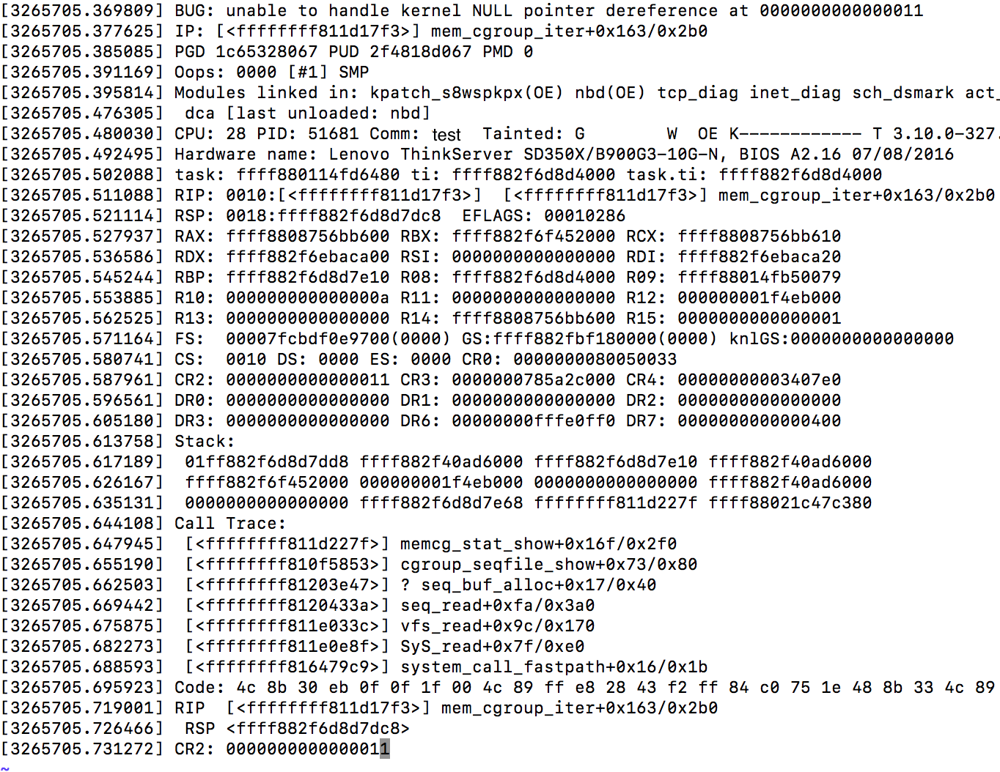 [3265705.369809] BUG: unable to handle kernel NULL pointer dereference at 0000000000000011
[3265705.377625] IP: [<ffffffff811d17f3>] mem_cgroup_iter+0x163/0x2b0
[3265705.385085] PGD 1c65328067 PUD 2f4818d067 PMD 0
[3265705.391169] Oops: 0000 [#1] SMP
[3265705.395814] Modules linked in: kpatch_s8wspkpx(OE) nbd(OE) tcp_diag inet_diag sch_dsmark act_
[3265705.476305]  dca [last unloaded: nbd]
[3265705.480030] CPU: 28 PID: 51681 Comm: test  Tainted: G        W  OE K------------ T 3.10.0-327.
[3265705.492495] Hardware name: Lenovo ThinkServer SD350X/B900G3-10G-N, BIOS A2.16 07/08/2016
[3265705.502088] task: ffff880114fd6480 ti: ffff882f6d8d4000 task.ti: ffff882f6d8d4000
[3265705.511088] RIP: 0010:[<ffffffff811d17f3>]  [<ffffffff811d17f3>] mem_cgroup_iter+0x163/0x2b0
[3265705.521114] RSP: 0018:ffff882f6d8d7dc8  EFLAGS: 00010286
[3265705.527937] RAX: ffff8808756bb600 RBX: ffff882f6f452000 RCX: ffff8808756bb610
[3265705.536586] RDX: ffff882f6ebaca00 RSI: 0000000000000000 RDI: ffff882f6ebaca20
[3265705.545244] RBP: ffff882f6d8d7e10 R08: ffff882f6d8d4000 R09: ffff88014fb50079
[3265705.553885] R10: 000000000000000a R11: 0000000000000000 R12: 000000001f4eb000
[3265705.562525] R13: 0000000000000000 R14: ffff8808756bb600 R15: 0000000000000001
[3265705.571164] FS:  00007fcbdf0e9700(0000) GS:ffff882fbf180000(0000) knlGS:0000000000000000
[3265705.580741] CS:  0010 DS: 0000 ES: 0000 CR0: 0000000080050033
[3265705.587961] CR2: 0000000000000011 CR3: 0000000785a2c000 CR4: 00000000003407e0
[3265705.596561] DR0: 0000000000000000 DR1: 0000000000000000 DR2: 0000000000000000
[3265705.605180] DR3: 0000000000000000 DR6: 00000000fffe0ff0 DR7: 0000000000000400
[3265705.613758] Stack:
[3265705.617189]  01ff882f6d8d7dd8 ffff882f40ad6000 ffff882f6d8d7e10 ffff882f40ad6000
[3265705.626167]  ffff882f6f452000 000000001f4eb000 0000000000000000 ffff882f40ad6000
[3265705.635131]  0000000000000000 ffff882f6d8d7e68 ffffffff811d227f ffff88021c47c380
[3265705.644108] Call Trace:
[3265705.647945]  [<ffffffff811d227f>] memcg_stat_show+0x16f/0x2f0
[3265705.655190]  [<ffffffff810f5853>] cgroup_seqfile_show+0x73/0x80
[3265705.662503]  [<ffffffff81203e47>] ? seq_buf_alloc+0x17/0x40
[3265705.669442]  [<ffffffff8120433a>] seq_read+0xfa/0x3a0
[3265705.675875]  [<ffffffff811e033c>] vfs_read+0x9c/0x170
[3265705.682273]  [<ffffffff811e0e8f>] SyS_read+0x7f/0xe0
[3265705.688593]  [<ffffffff816479c9>] system_call_fastpath+0x16/0x1b
[3265705.695923] Code: 4c 8b 30 eb 0f 0f 1f 00 4c 89 ff e8 28 43 f2 ff 84 c0 75 1e 48 8b 33 4c 89
[3265705.719001] RIP  [<ffffffff811d17f3>] mem_cgroup_iter+0x163/0x2b0
[3265705.726466]  RSP <ffff882f6d8d7dc8>
[3265705.731272] CR2: 0000000000000011
~